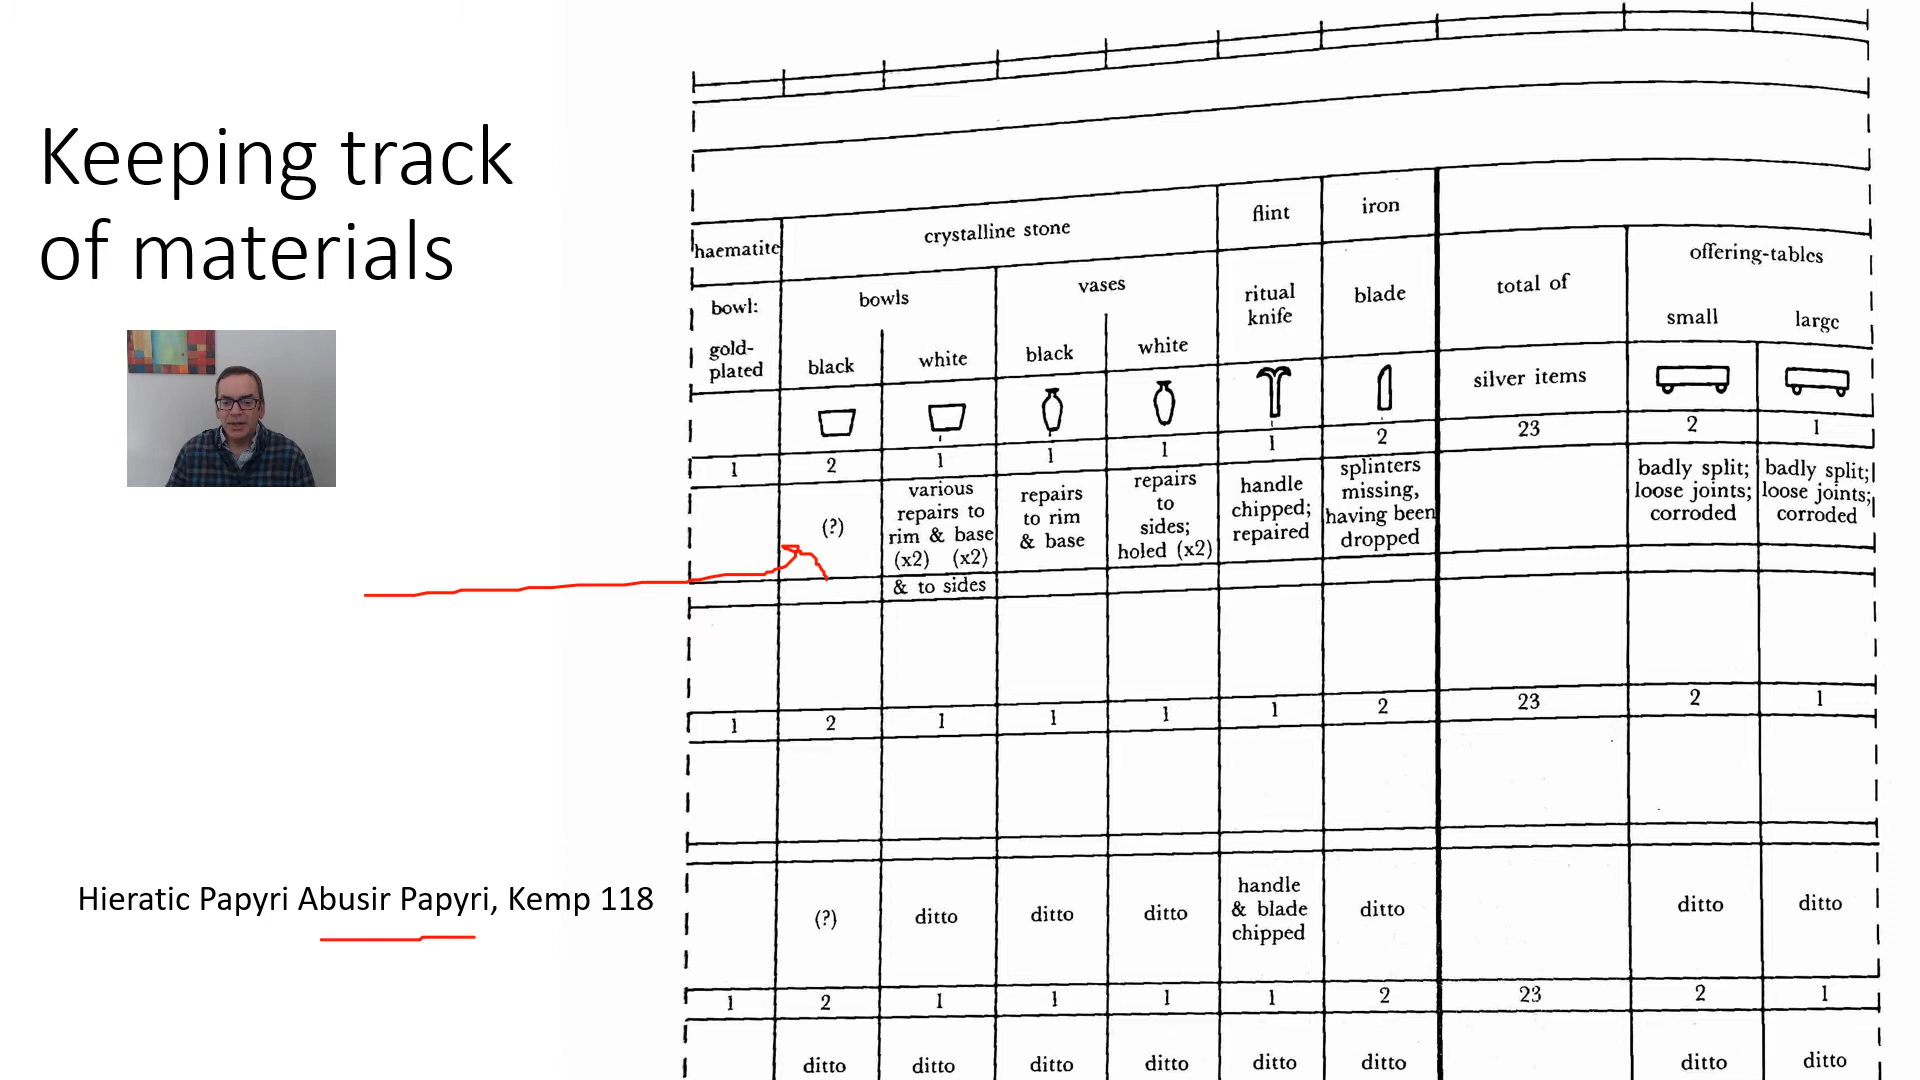 Keeping track
of materials
Hieratic Papyri Abusir Papyri, Kemp 118
haematite
crystalline stone
flint
iron
bowl:
gold-
plated
bowls
vases
ritual
knife
blade
total of
offering-tables
black
white
black
white
silver items
small
large
1
2
1
1
1
1
2
23
2
1
(?)
various
repairs to
rim & base
(x2) (x2)
& to sides
repairs
to rim
& base
repairs
to
sides;
holed (x2)
handle
chipped;
repaired
splinters
missing,
having been
dropped
badly split;
loose joints;
corroded
badly split;
loose joints;
corroded
1
2
1
1
1
1
2
23
2
1
(?)
ditto
ditto
ditto
handle
& blade
chipped
ditto
ditto
ditto
1
2
1
1
1
1
2
23
2
1
ditto
ditto
ditto
ditto
ditto
ditto
ditto
ditto